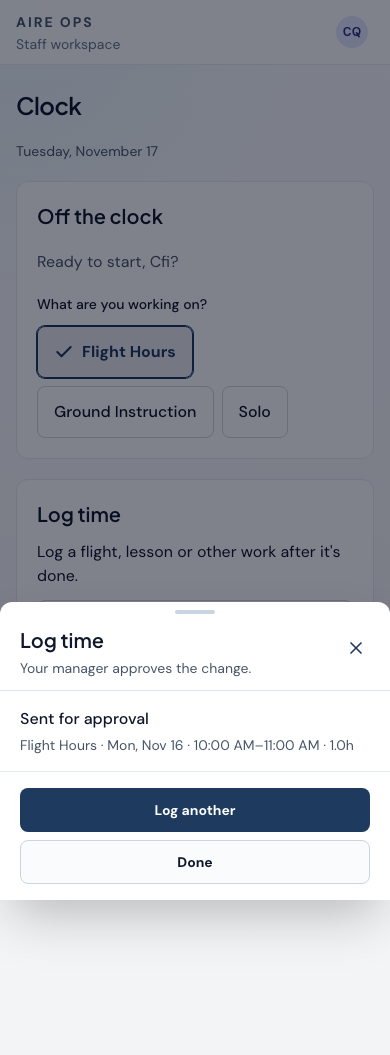 AIRE OPS
Staff workspace
CQ
Clock
Tuesday, November 17
Off the clock
Ready to start, Cfi?
What are you working on?
Flight Hours
Ground Instruction
Solo
Log time
Log a flight, lesson or other work after it's
done.
Log time
Your manager approves the change.
Sent for approval
Flight Hours · Mon, Nov 16 · 10:00 AM–11:00 AM · 1.0h
Log another
Done